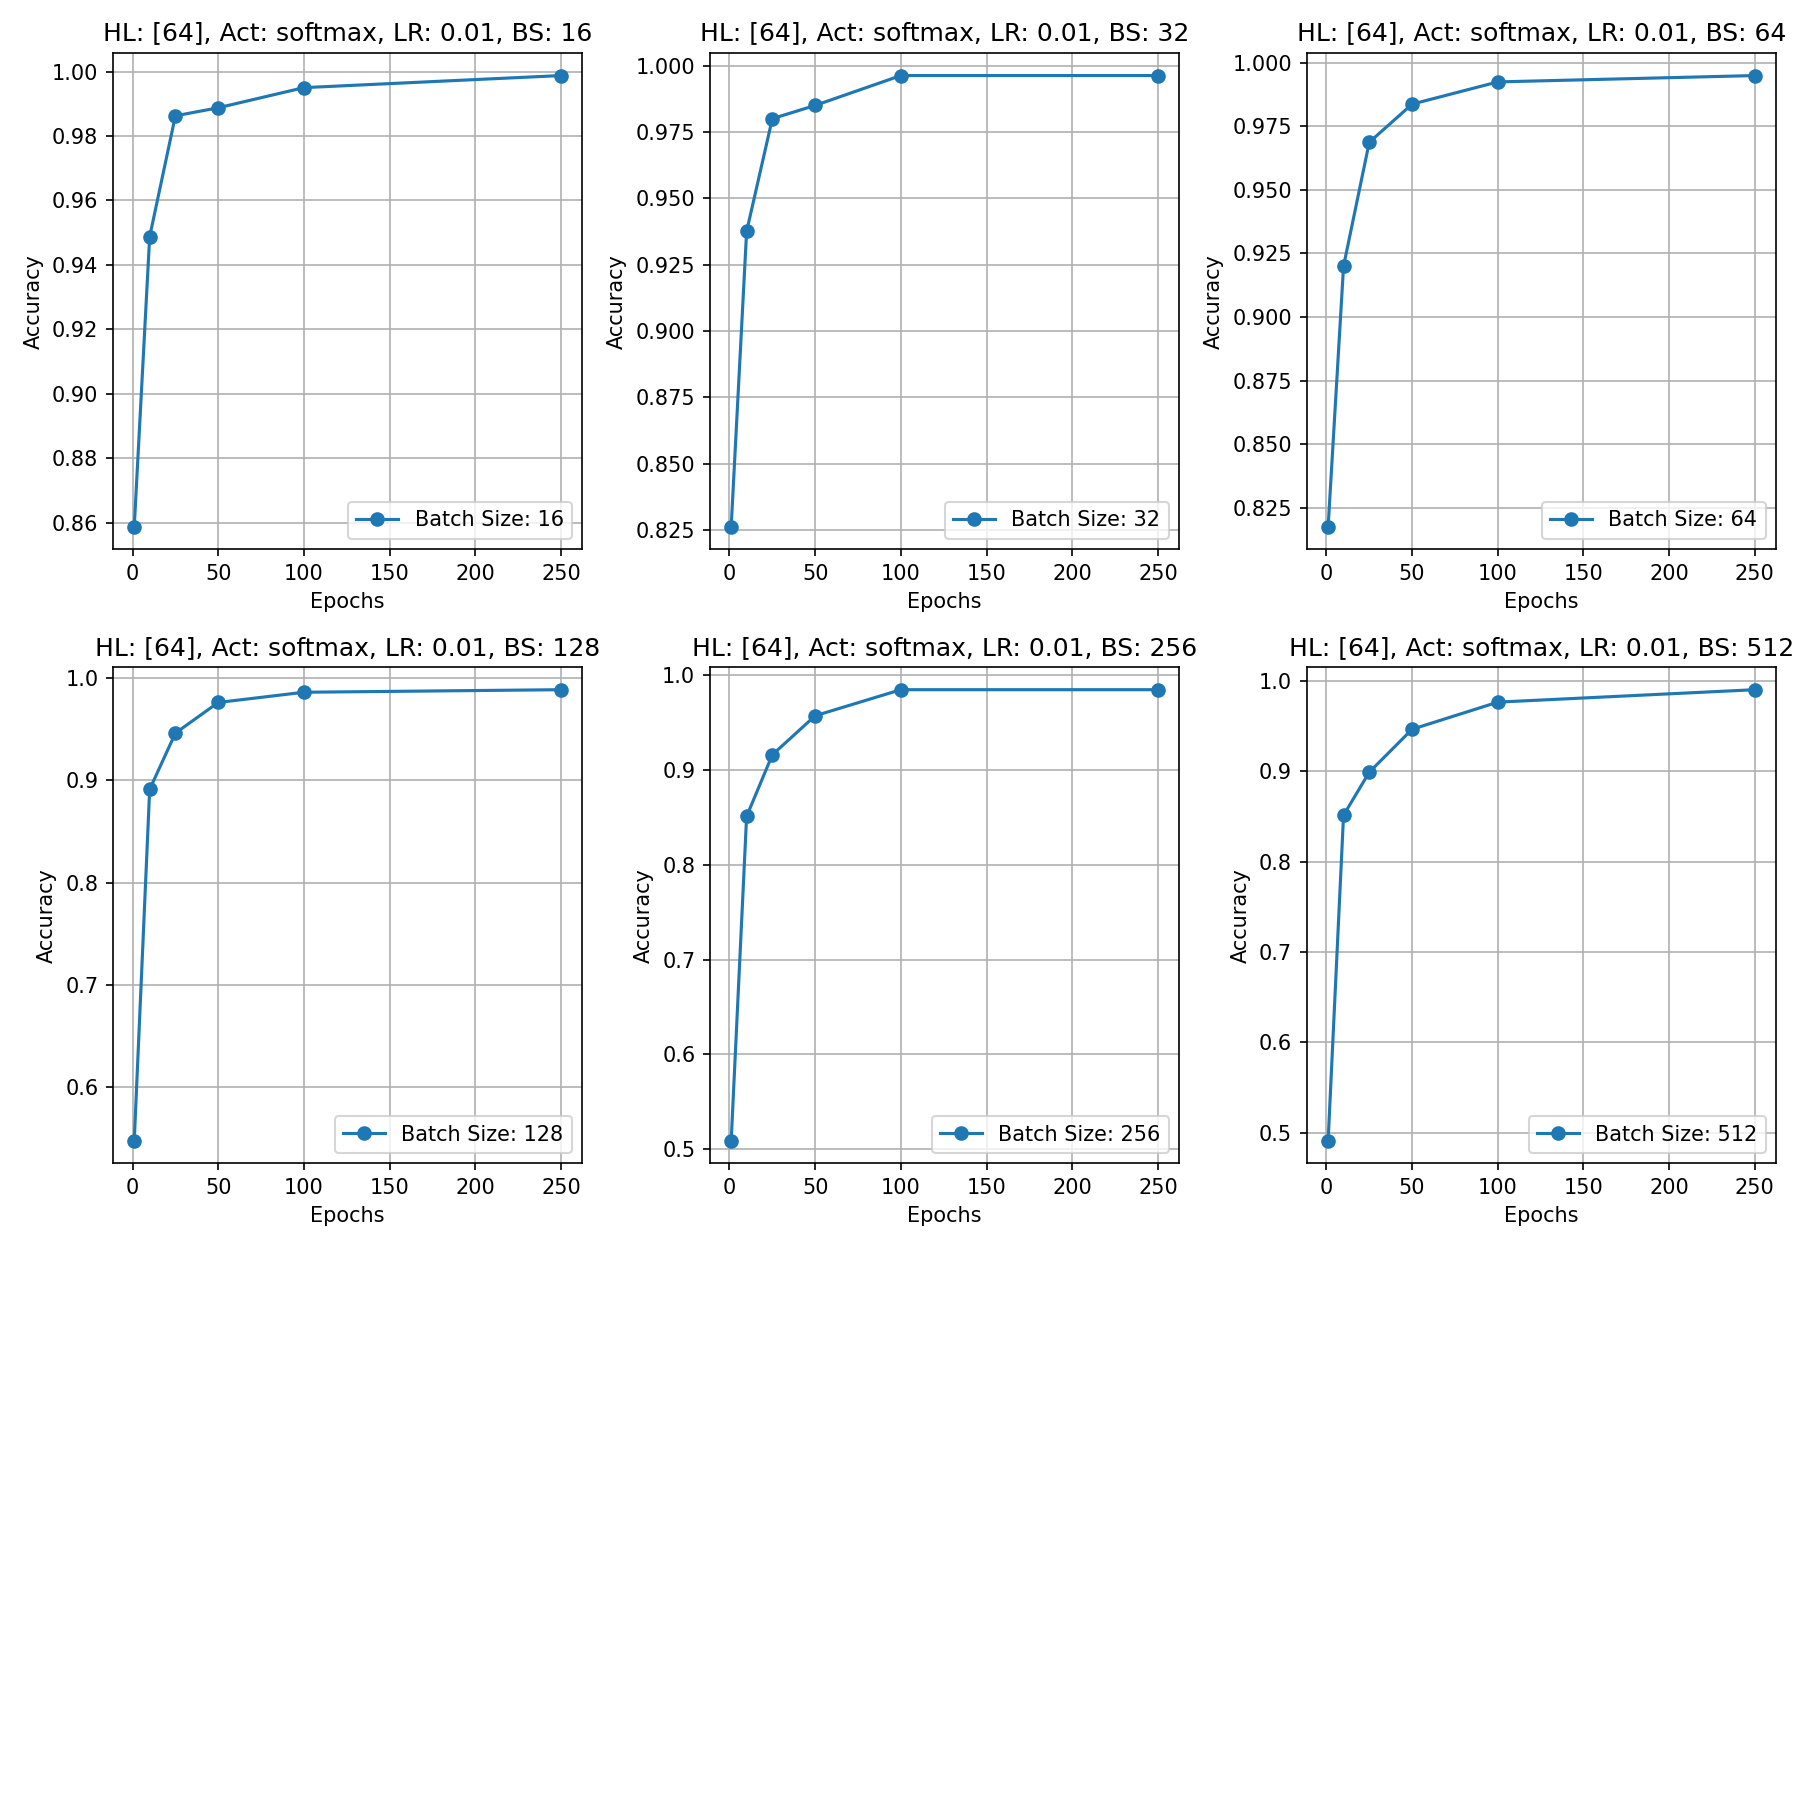 HL: [64], Act: softmax, LR: 0.01, BS: 16
1.00
0.98
0.96
0.94
0.92
0.90
0.88
0.86
Accuracy
Batch Size: 16
0 50 100 150 200 250
Epochs
HL: [64], Act: softmax, LR: 0.01, BS: 32
1.000
0.975
0.950
0.925
0.900
0.875
0.850
0.825
Accuracy
Batch Size: 32
0 50 100 150 200 250
Epochs
HL: [64], Act: softmax, LR: 0.01, BS: 64
1.000
0.975
0.950
0.925
0.900
0.875
0.850
0.825
Accuracy
Batch Size: 64
0 50 100 150 200 250
Epochs
HL: [64], Act: softmax, LR: 0.01, BS: 128
1.0
0.9
0.8
0.7
0.6
Accuracy
Batch Size: 128
0 50 100 150 200 250
Epochs
HL: [64], Act: softmax, LR: 0.01, BS: 256
1.0
0.9
0.8
0.7
0.6
0.5
Accuracy
Batch Size: 256
0 50 100 150 200 250
Epochs
HL: [64], Act: softmax, LR: 0.01, BS: 512
1.0
0.9
0.8
0.7
0.6
0.5
Accuracy
Batch Size: 512
0 50 100 150 200 250
Epochs